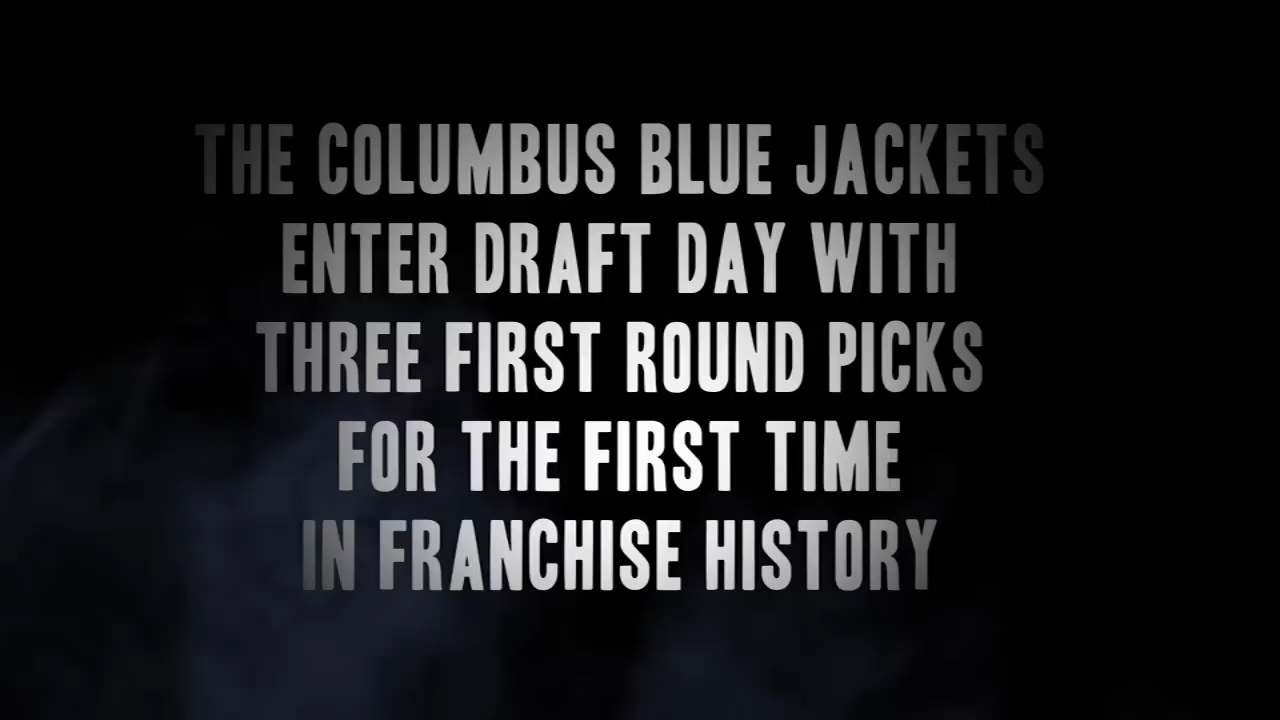 THE COLUMBUS BLUE JACKETS
ENTER DRAFT DAY WITH
THREE FIRST ROUND PICKS
FOR THE FIRST TIME
IN FRANCHISE HISTORY